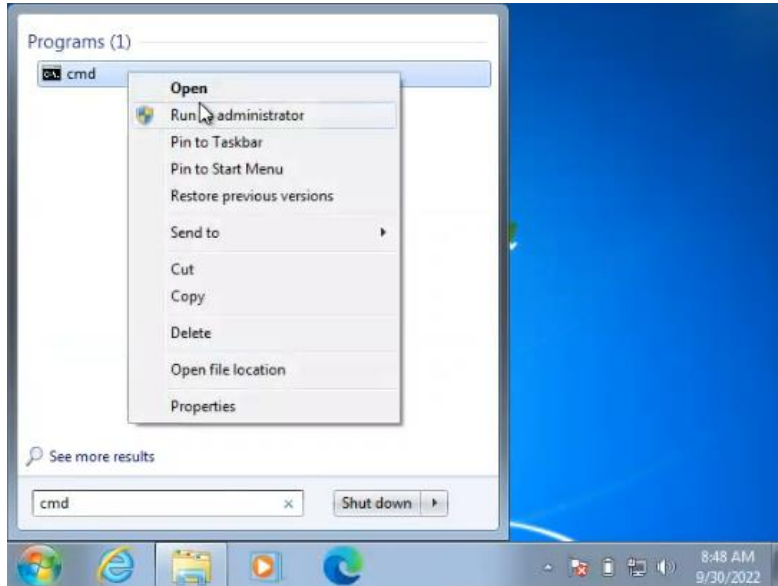 Programs (1)
cmd
Open
Run as administrator
Pin to Taskbar
Pin to Start Menu
Restore previous versions
Send to
Cut
Copy
Delete
Open file location
Properties
See more results
cmd
Shut down
8:48 AM
9/30/2022